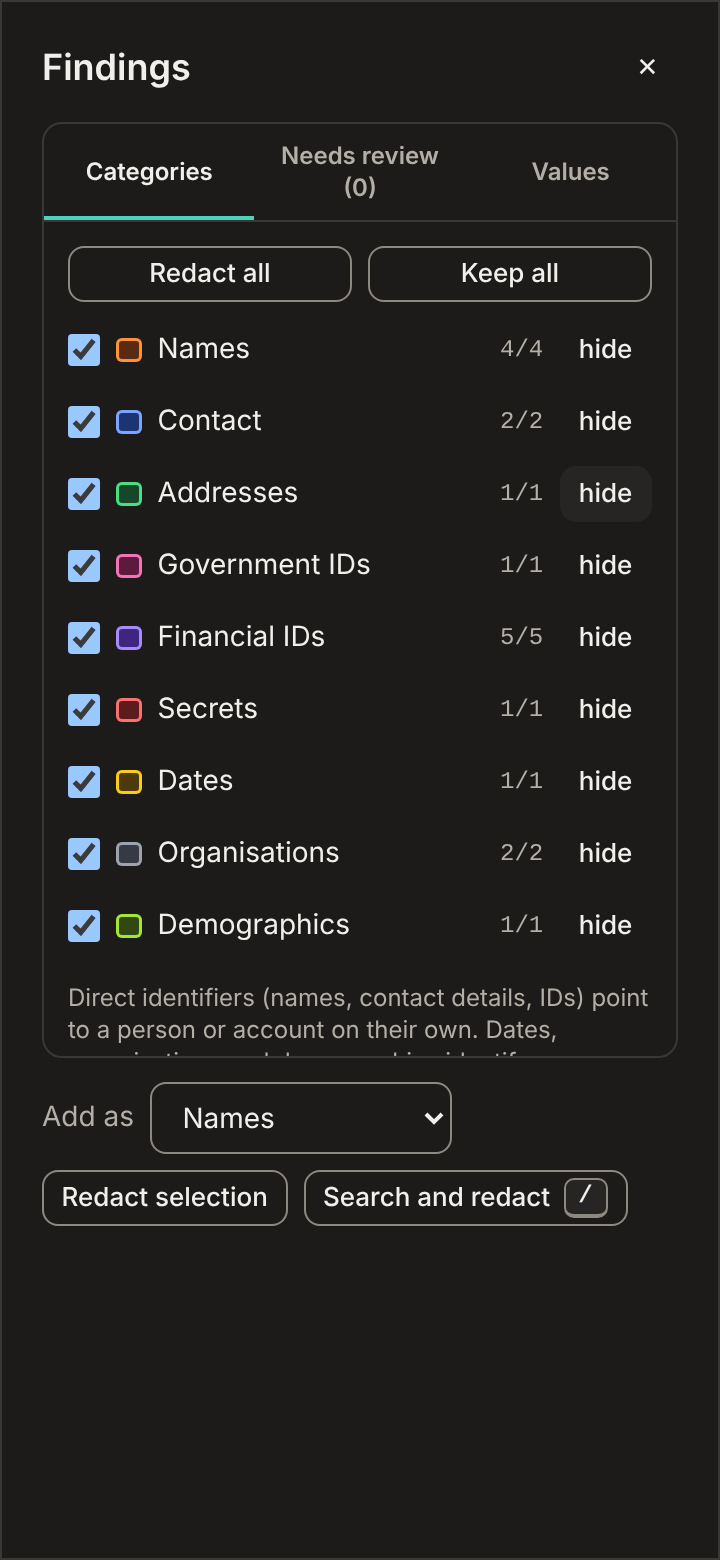 Findings ×
Categories Needs review (0) Values
Redact all Keep all
Names 4/4 hide
Contact 2/2 hide
Addresses 1/1 hide
Government IDs 1/1 hide
Financial IDs 5/5 hide
Secrets 1/1 hide
Dates 1/1 hide
Organisations 2/2 hide
Demographics 1/1 hide
Direct identifiers (names, contact details, IDs) point
to a person or account on their own. Dates,
Add as Names
Redact selection Search and redact /